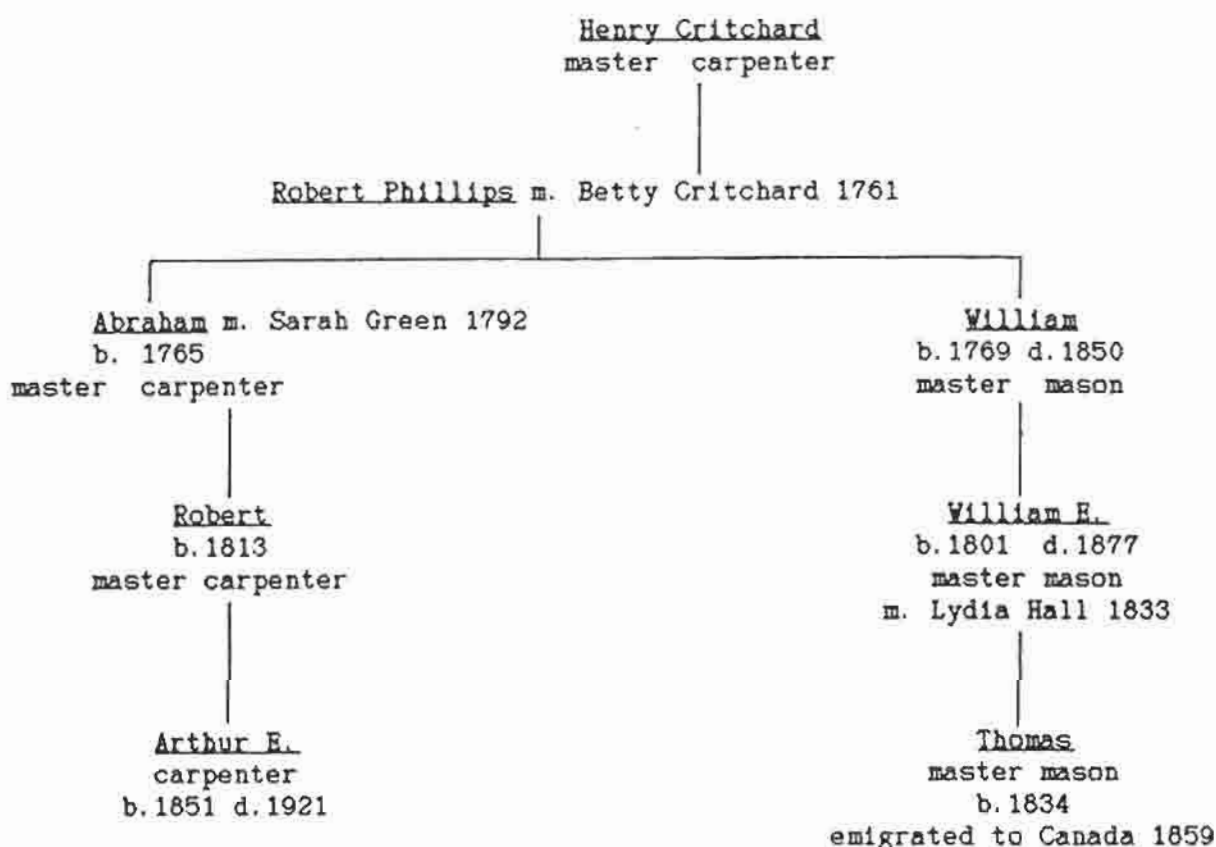 Henry Critchard
master carpenter
Robert Phillips m. Betty Critchard 1761
Abraham m. Sarah Green 1792
b. 1765
master carpenter
William
b.1769 d.1850
master mason
Robert
b.1813
master carpenter
William E.
b.1801 d.1877
master mason
m. Lydia Hall 1833
Arthur E.
carpenter
b.1851 d.1921
Thomas
master mason
b.1834
emigrated to Canada 1859